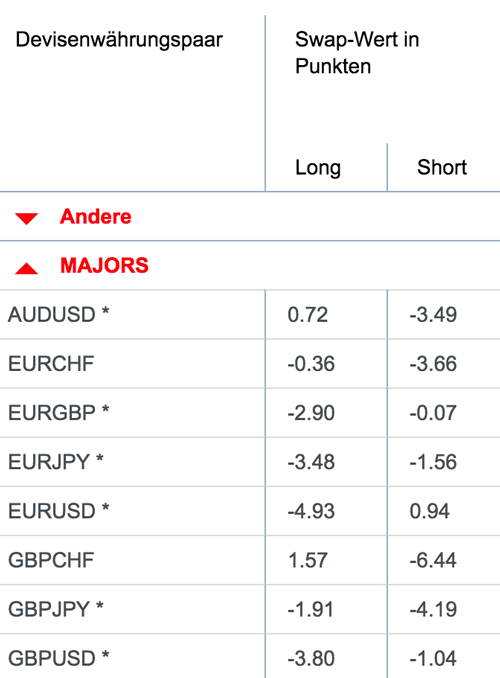 Devisenwährungspaar Swap-Wert in
Punkten
Long Short
Andere
MAJORS
AUDUSD * 0.72 -3.49
EURCHF -0.36 -3.66
EURGBP * -2.90 -0.07
EURJPY * -3.48 -1.56
EURUSD * -4.93 0.94
GBPCHF 1.57 -6.44
GBPJPY * -1.91 -4.19
GBPUSD * -3.80 -1.04